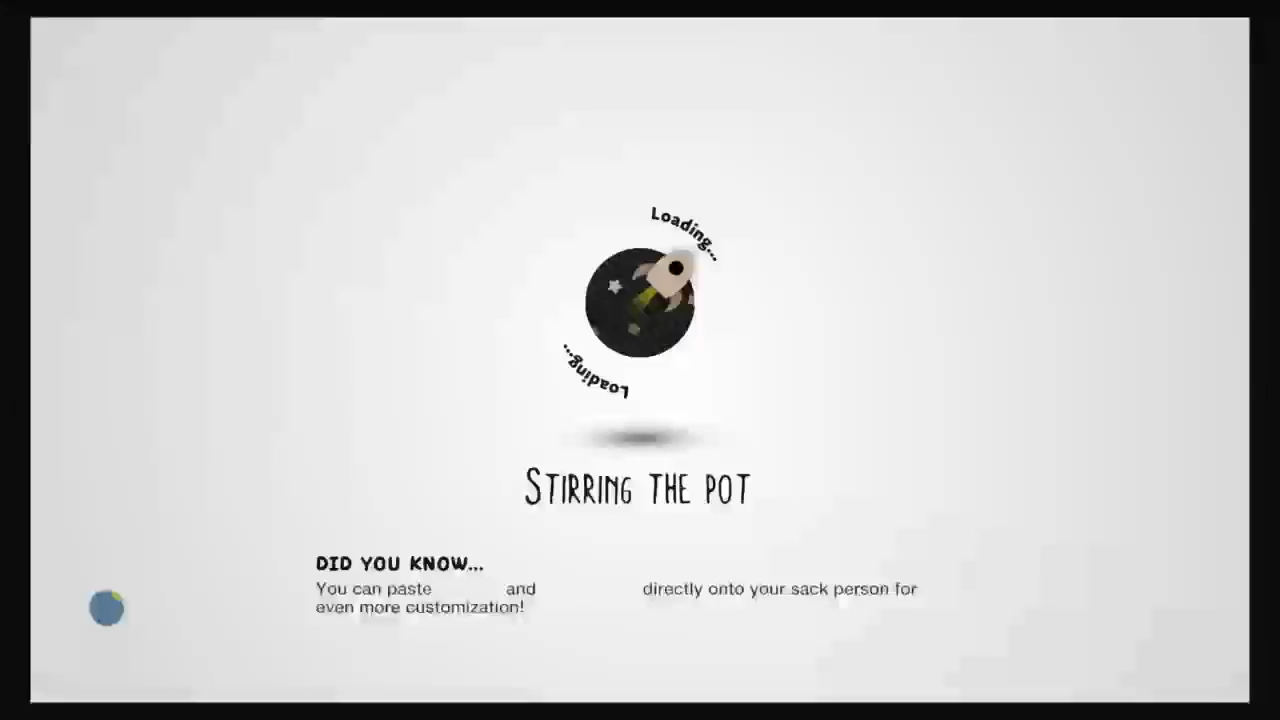 Loading...
Loading...
STIRRING THE POT
DID YOU KNOW...
You can paste and directly onto your sack person for
even more customization!